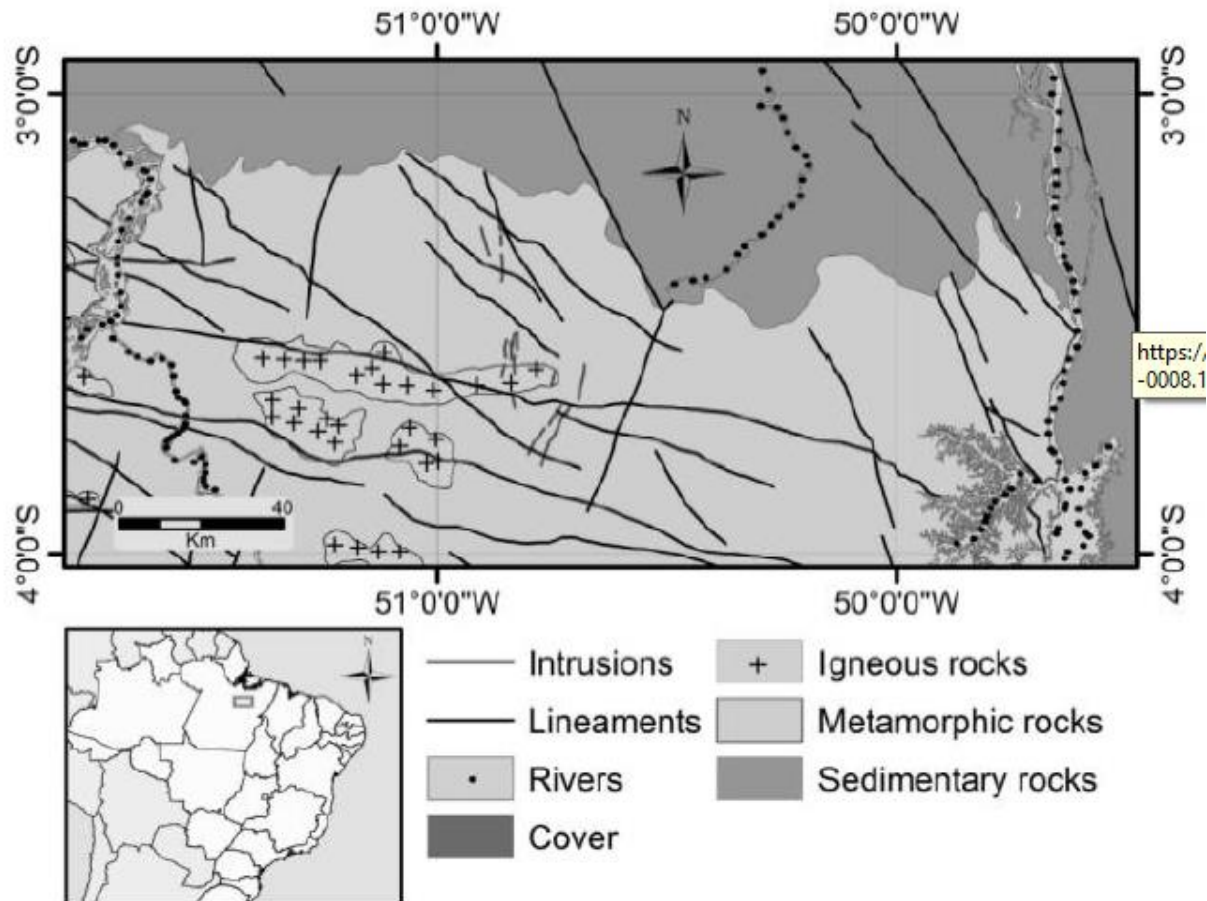 51°0'0"W 50°0'0"W
3°0'0"S 3°0'0"S
N
https://
-0008.1
0 40
Km
4°0'0"S 4°0'0"S
51°0'0"W 50°0'0"W
N
Intrusions
Lineaments
Rivers
Cover
Igneous rocks
Metamorphic rocks
Sedimentary rocks